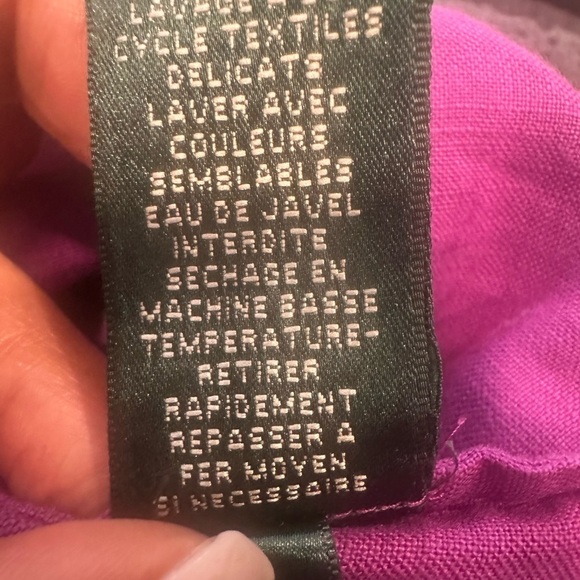 LAVAGE
CYCLE TEXTILES
DELICATS
LAVER AVEC
COULEURS
SEMBLABLES
EAU DE JAVEL
INTERDITE
SECHAGE EN
MACHINE BASSE
TEMPERATURE-
RETIRER
RAPIDEMENT
REPASSER A
FER MOYEN
SI NECESSAIRE